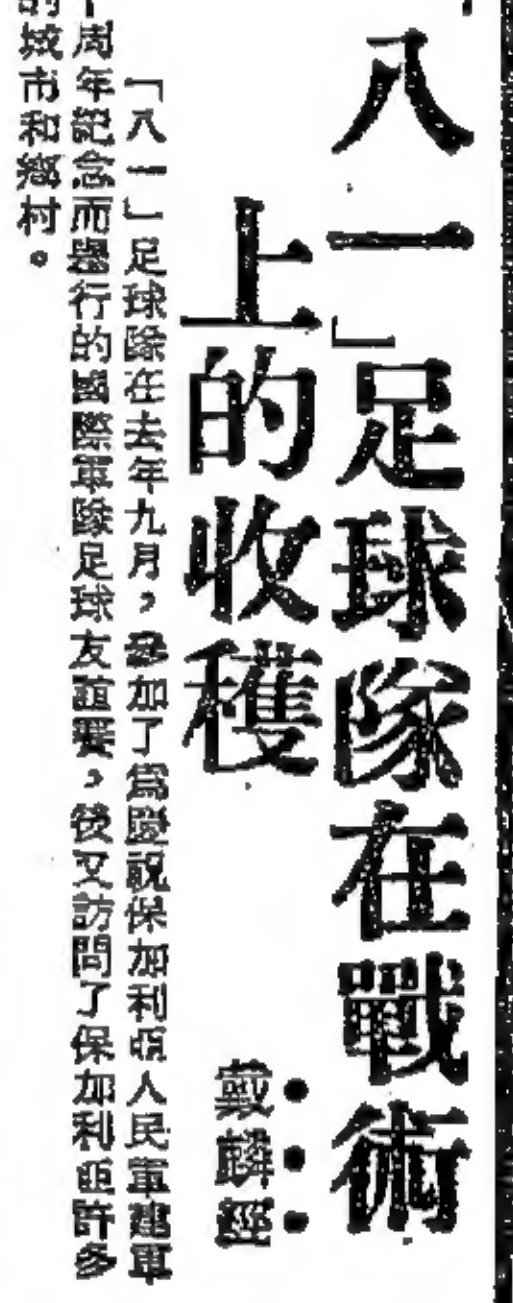 「八一」足球隊在戰術
上的收穫
戴麟經
「八一」足球隊在去年九月，參加了爲慶祝保加利亞人民軍建軍
十周年紀念而舉行的國際軍隊足球友誼賽，後又訪問了保加利亞許多
的城市和鄉村。